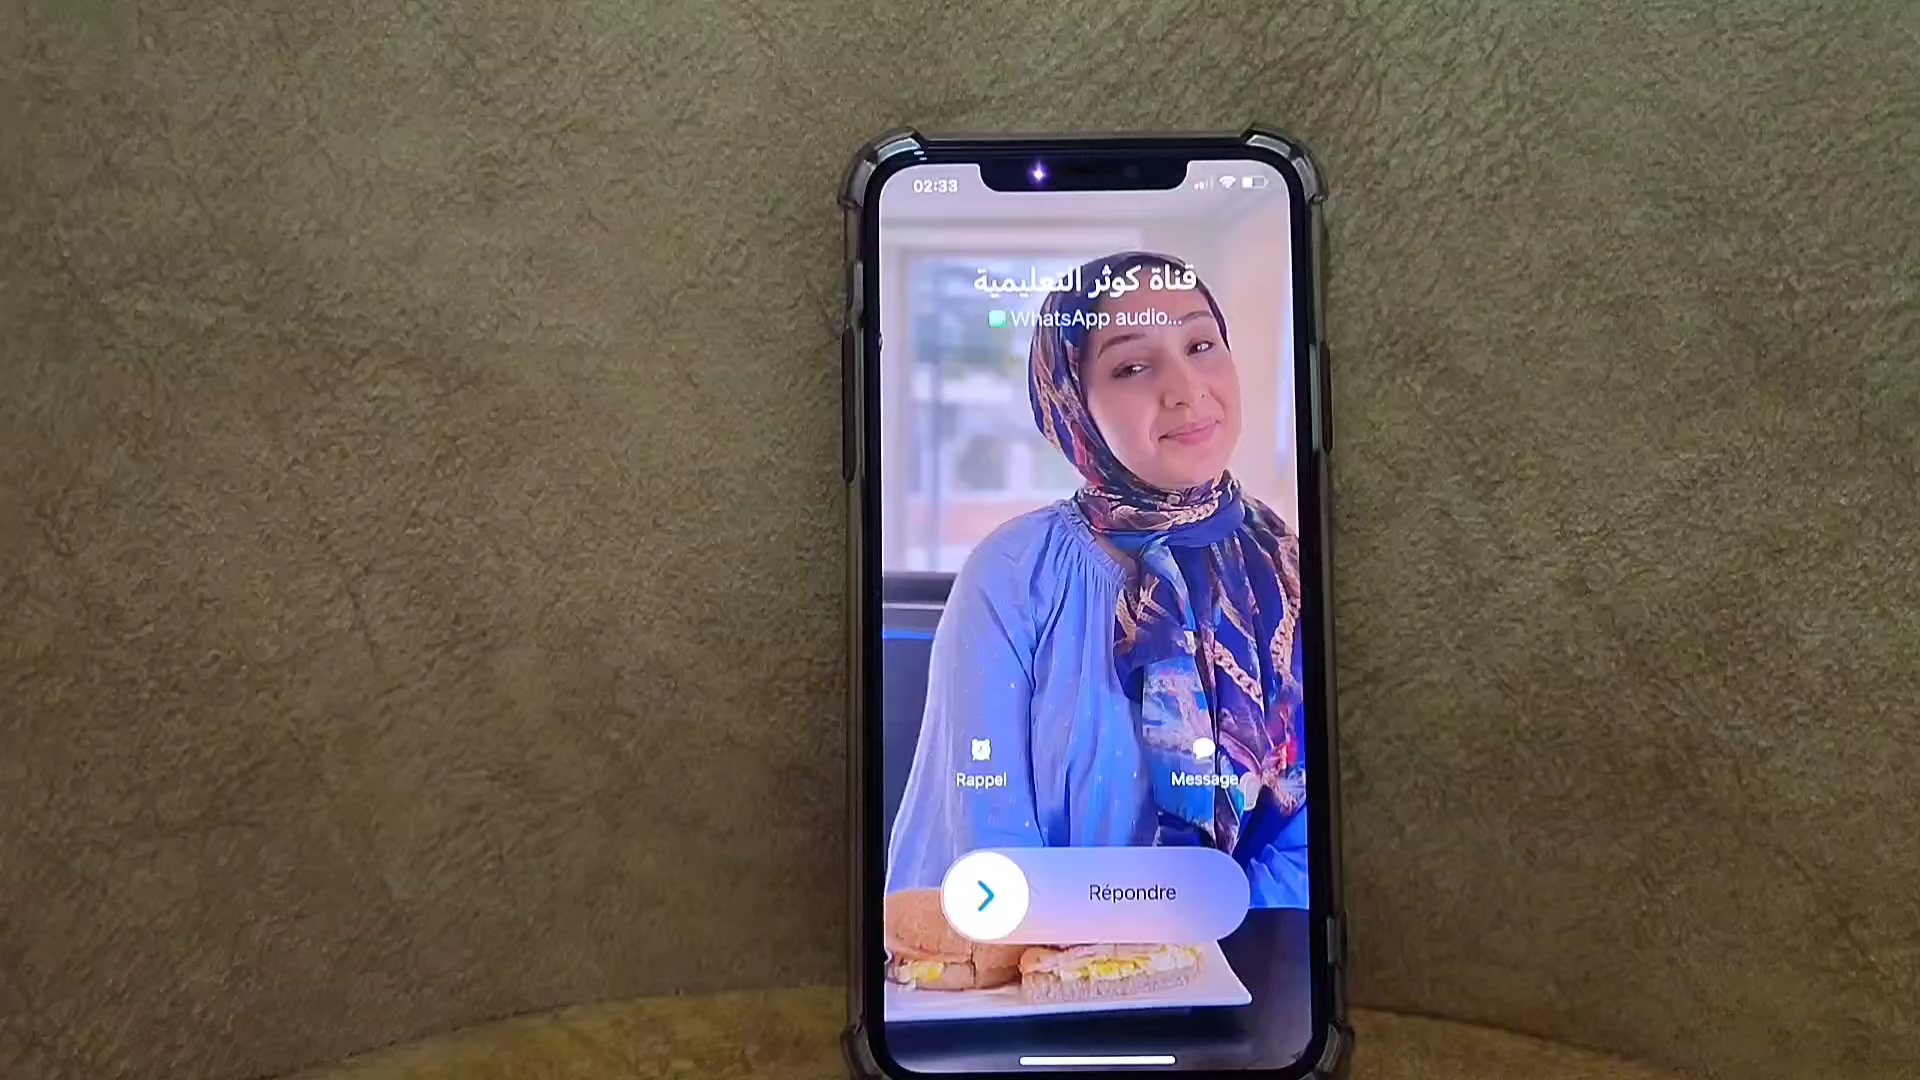 02:33
قناة كوثر التعليمية
WhatsApp audio...
Rappel
Message
Répondre